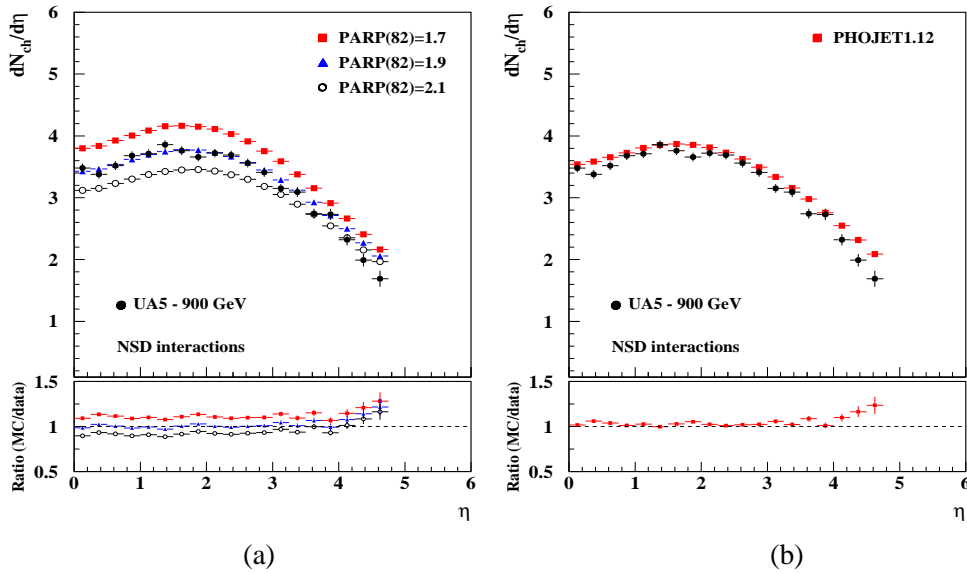 dN_ch/dη
6
5
4
3
2
1
PARP(82)=1.7
PARP(82)=1.9
PARP(82)=2.1
UA5 - 900 GeV
NSD interactions
Ratio (MC/data)
1.5
1
0.5
0 1 2 3 4 5 6
η
(a)
dN_ch/dη
6
5
4
3
2
1
PHOJET1.12
UA5 - 900 GeV
NSD interactions
Ratio (MC/data)
1.5
1
0.5
0 1 2 3 4 5 6
η
(b)